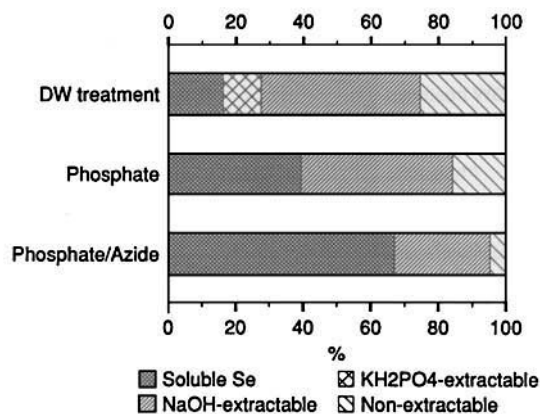 0 20 40 60 80 100
DW treatment
Phosphate
Phosphate/Azide
0 20 40 60 80 100
%
Soluble Se KH2PO4-extractable
NaOH-extractable Non-extractable